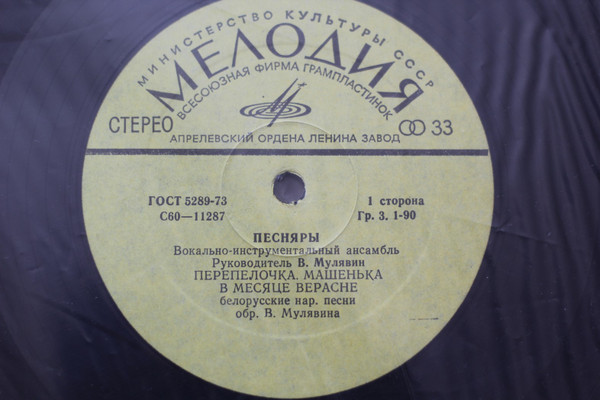 МИНИСТЕРСТВО КУЛЬТУРЫ СССР
МЕЛОДИЯ
ВСЕСОЮЗНАЯ ФИРМА ГРАМПЛАСТИНОК
СТЕРЕО
33
АПРЕЛЕВСКИЙ ОРДЕНА ЛЕНИНА ЗАВОД
ГОСТ 5289-73
1 сторона
С60—11287
Гр. 3. 1-90
ПЕСНЯРЫ
Вокально-инструментальный ансамбль
Руководитель В. Мулявин
ПЕРЕПЕЛОЧКА. МАШЕНЬКА
В МЕСЯЦЕ ВЕРАСНЕ
белорусские нар. песни
обр. В. Мулявина